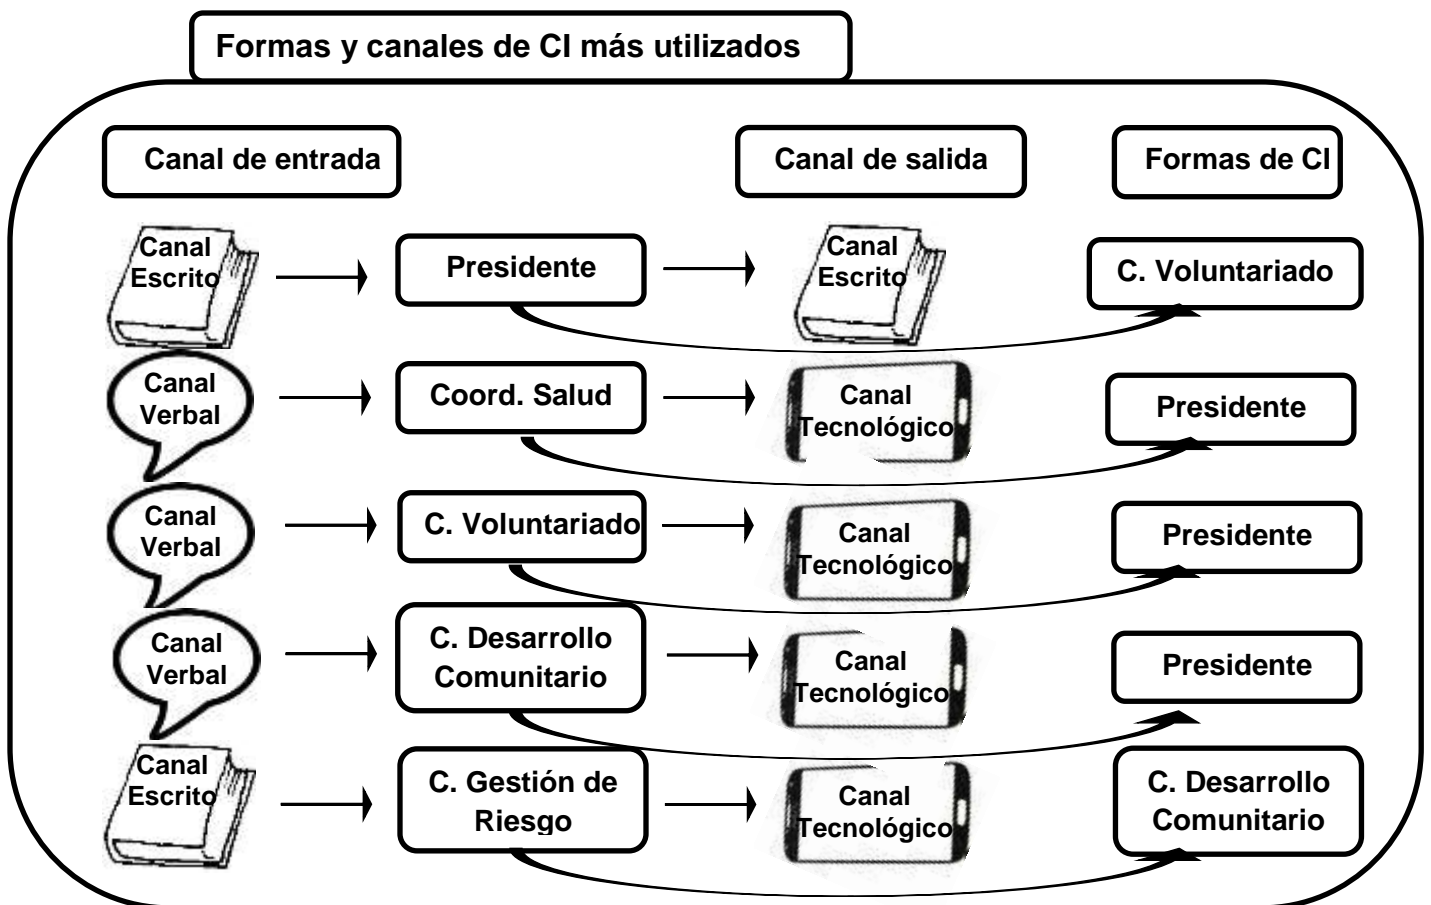 Formas y canales de CI más utilizados
Canal de entrada
Canal de salida
Formas de CI
Canal
Escrito
Presidente
Canal
Escrito
C. Voluntariado
Canal
Verbal
Coord. Salud
Canal
Tecnológico
Presidente
Canal
Verbal
C. Voluntariado
Canal
Tecnológico
Presidente
Canal
Verbal
C. Desarrollo
Comunitario
Canal
Tecnológico
Presidente
Canal
Escrito
C. Gestión de
Riesgo
Canal
Tecnológico
C. Desarrollo
Comunitario